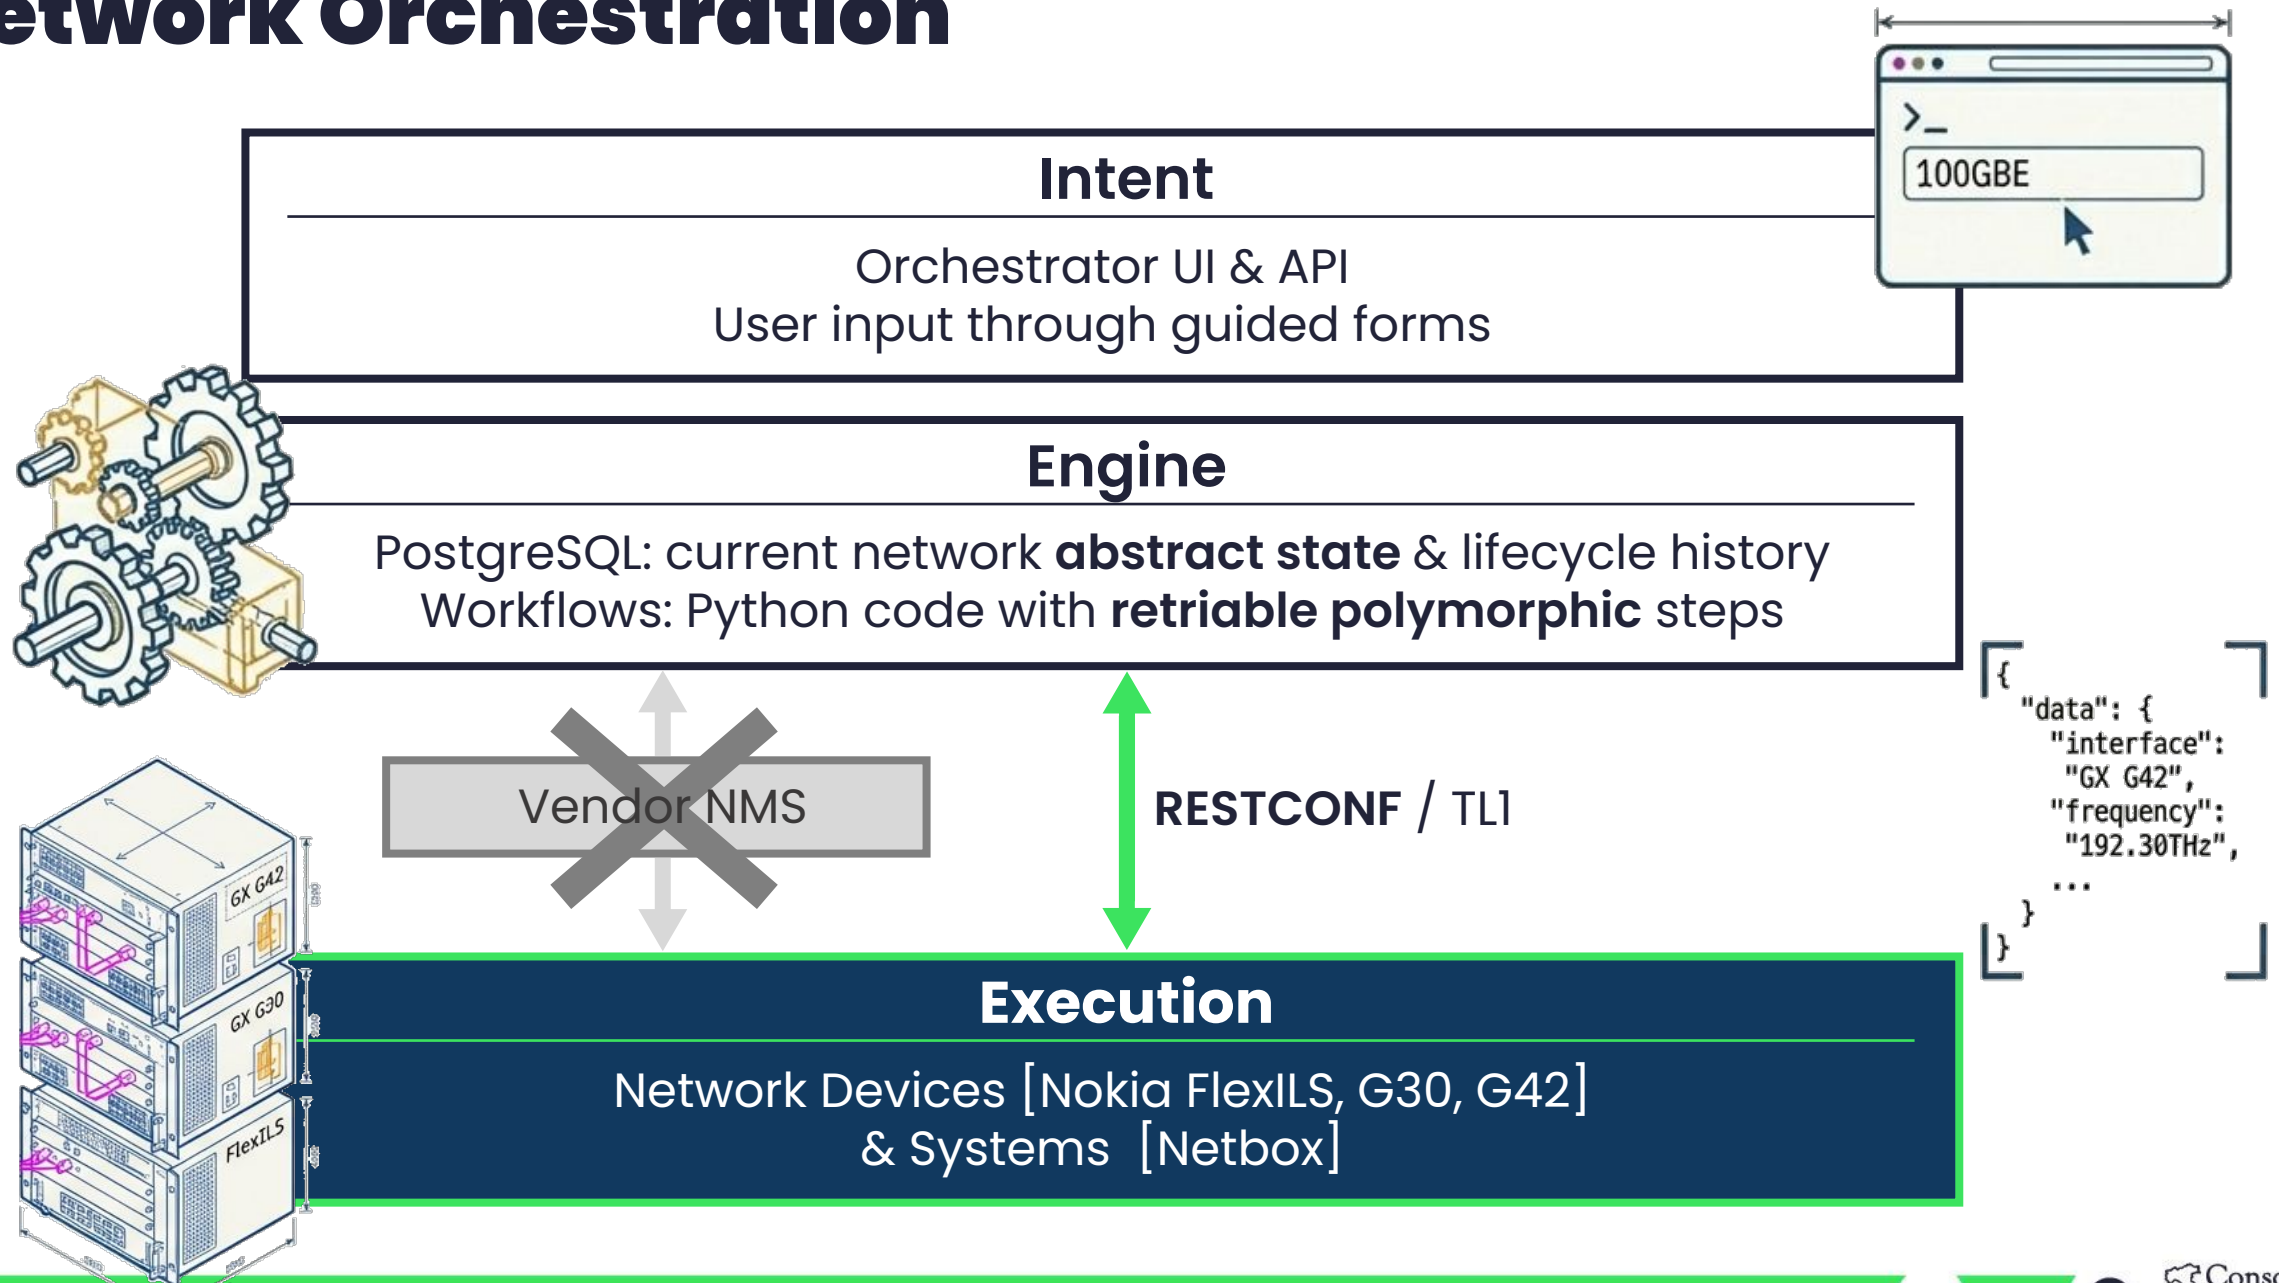 Orchestration
>_
100GBE
Intent
Orchestrator UI & API
User input through guided forms
Engine
PostgreSQL: current network abstract state & lifecycle history
Workflows: Python code with retriable polymorphic steps
Vendor NMS
RESTCONF / TL1
{
"data": {
"interface":
"GX G42",
"frequency":
"192.30THz",
...
}
}
GX G42
GX G30
FlexILS
Execution
Network Devices [Nokia FlexILS, G30, G42]
& Systems [Netbox]